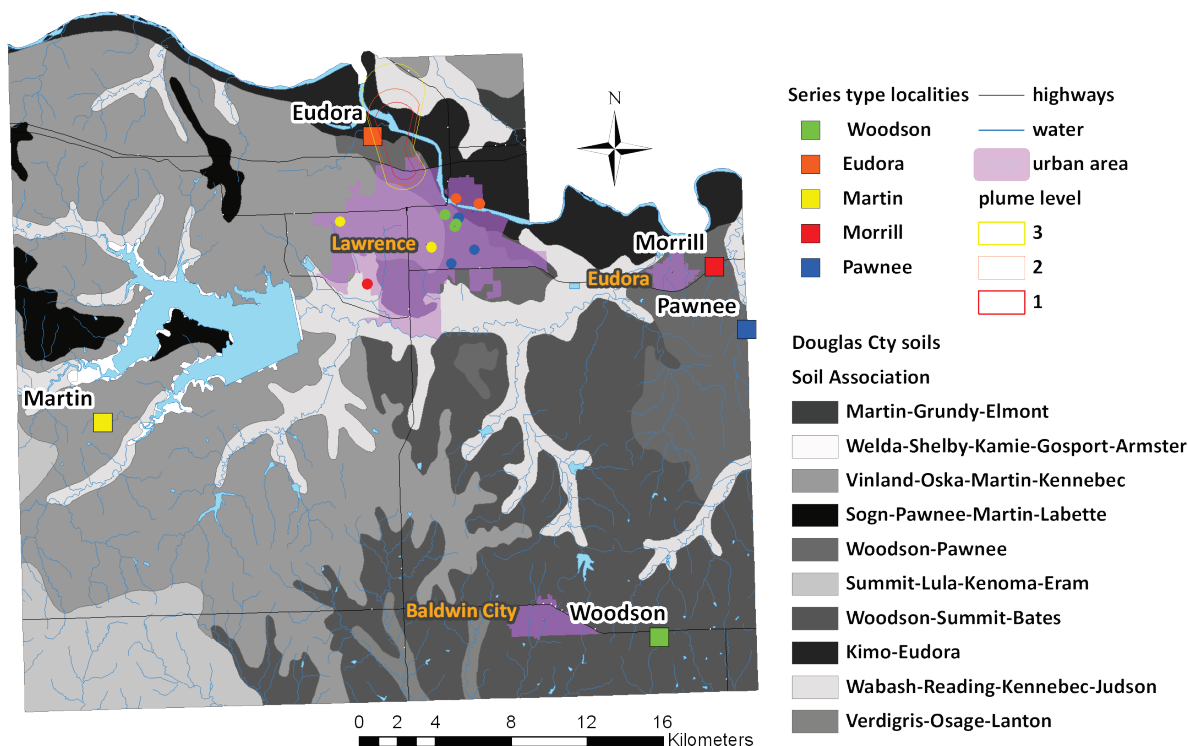 Eudora
N
Lawrence
Morrill
Eudora
Pawnee
Martin
Baldwin City
Woodson
0 2 4 8 12 16
Kilometers
Series type localities
Woodson
Eudora
Martin
Morrill
Pawnee
highways
water
urban area
plume level
3
2
1
Douglas Cty soils
Soil Association
Martin-Grundy-Elmont
Welda-Shelby-Kamie-Gosport-Armster
Vinland-Oska-Martin-Kennebec
Sogn-Pawnee-Martin-Labette
Woodson-Pawnee
Summit-Lula-Kenoma-Eram
Woodson-Summit-Bates
Kimo-Eudora
Wabash-Reading-Kennebec-Judson
Verdigris-Osage-Lanton